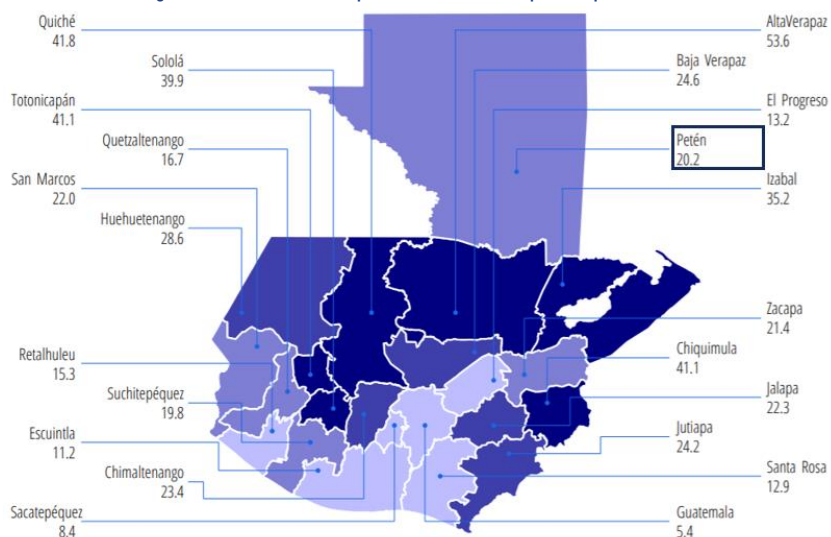 Quiché
41.8
Sololá
39.9
Totonicapán
41.1
Quetzaltenango
16.7
San Marcos
22.0
Huehuetenango
28.6
Retalhuleu
15.3
Suchitepéquez
19.8
Escuintla
11.2
Chimaltenango
23.4
Sacatepéquez
8.4
AltaVerapaz
53.6
Baja Verapaz
24.6
El Progreso
13.2
Petén
20.2
Izabal
35.2
Zacapa
21.4
Chiquimula
41.1
Jalapa
22.3
Jutiapa
24.2
Santa Rosa
12.9
Guatemala
5.4